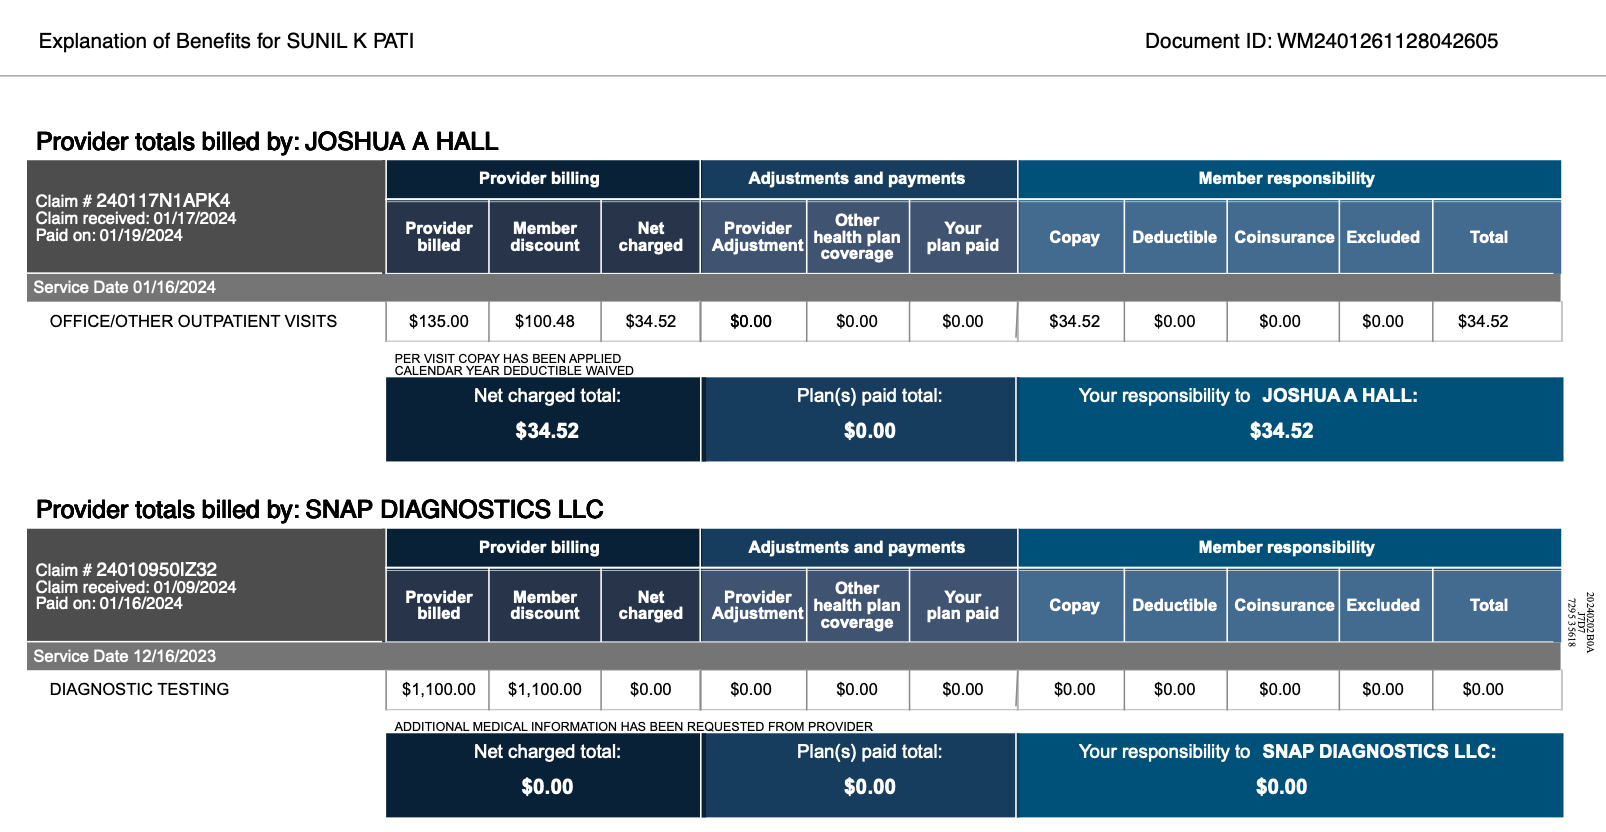 Explanation of Benefits for SUNIL K PATI
Document ID: WM2401261128042605
Provider totals billed by: JOSHUA A HALL
Claim # 240117N1APK4
Claim received: 01/17/2024
Paid on: 01/19/2024
Provider billing
Adjustments and payments
Member responsibility
Provider billed
Member discount
Net charged
Provider Adjustment
Other health plan coverage
Your plan paid
Copay
Deductible
Coinsurance
Excluded
Total
Service Date 01/16/2024
OFFICE/OTHER OUTPATIENT VISITS $135.00 $100.48 $34.52 $0.00 $0.00 $0.00 $34.52 $0.00 $0.00 $0.00 $34.52
PER VISIT COPAY HAS BEEN APPLIED
CALENDAR YEAR DEDUCTIBLE WAIVED
Net charged total:
$34.52
Plan(s) paid total:
$0.00
Your responsibility to JOSHUA A HALL:
$34.52
Provider totals billed by: SNAP DIAGNOSTICS LLC
Claim # 24010950IZ32
Claim received: 01/09/2024
Paid on: 01/16/2024
Provider billing
Adjustments and payments
Member responsibility
Provider billed
Member discount
Net charged
Provider Adjustment
Other health plan coverage
Your plan paid
Copay
Deductible
Coinsurance
Excluded
Total
Service Date 12/16/2023
DIAGNOSTIC TESTING $1,100.00 $1,100.00 $0.00 $0.00 $0.00 $0.00 $0.00 $0.00 $0.00 $0.00 $0.00
ADDITIONAL MEDICAL INFORMATION HAS BEEN REQUESTED FROM PROVIDER
Net charged total:
$0.00
Plan(s) paid total:
$0.00
Your responsibility to SNAP DIAGNOSTICS LLC:
$0.00
20240202B0A
J7D7
7295 3 5618